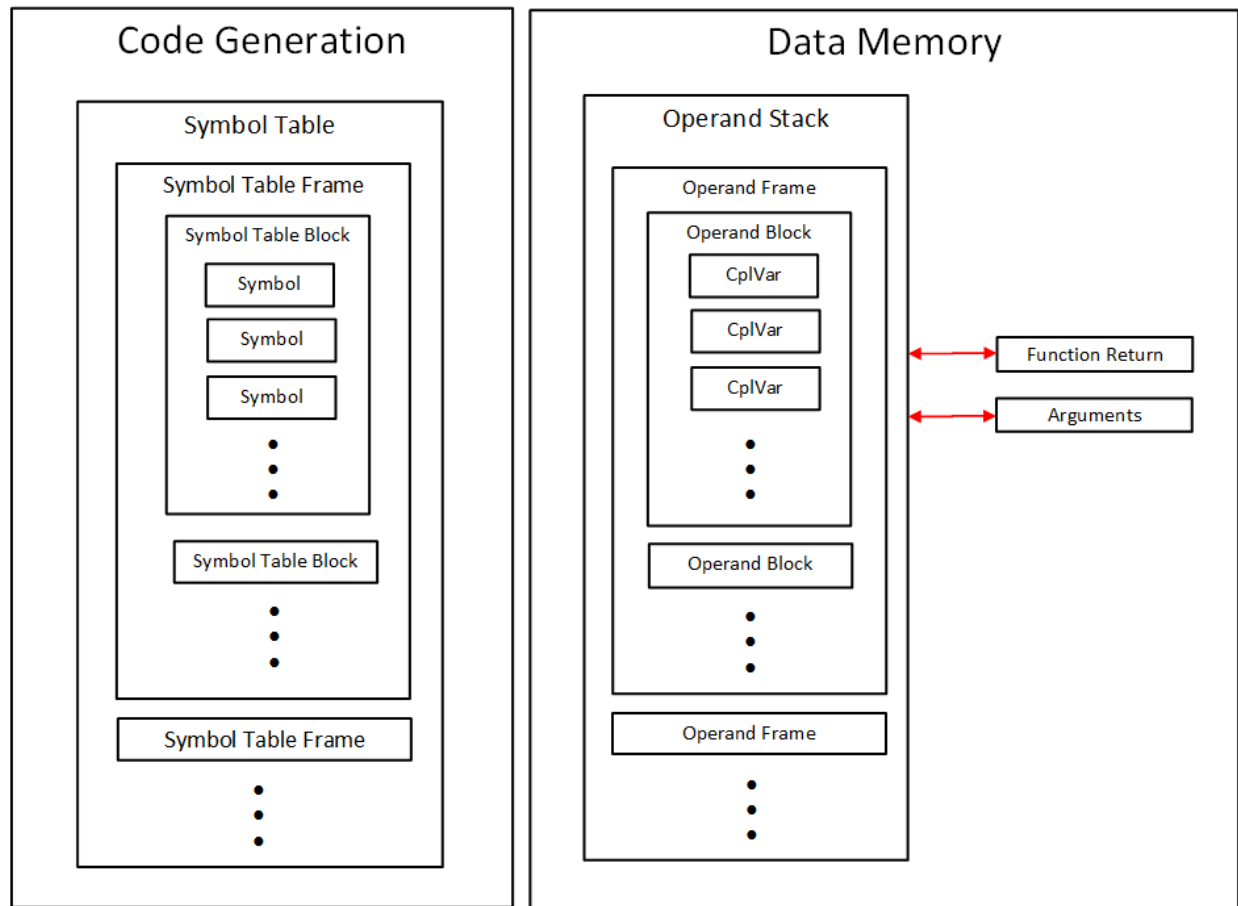 Code Generation
Symbol Table
Symbol Table Frame
Symbol Table Block
Symbol
Symbol
Symbol
Symbol Table Block
Symbol Table Frame
Data Memory
Operand Stack
Operand Frame
Operand Block
CplVar
CplVar
CplVar
Operand Block
Operand Frame
Function Return
Arguments